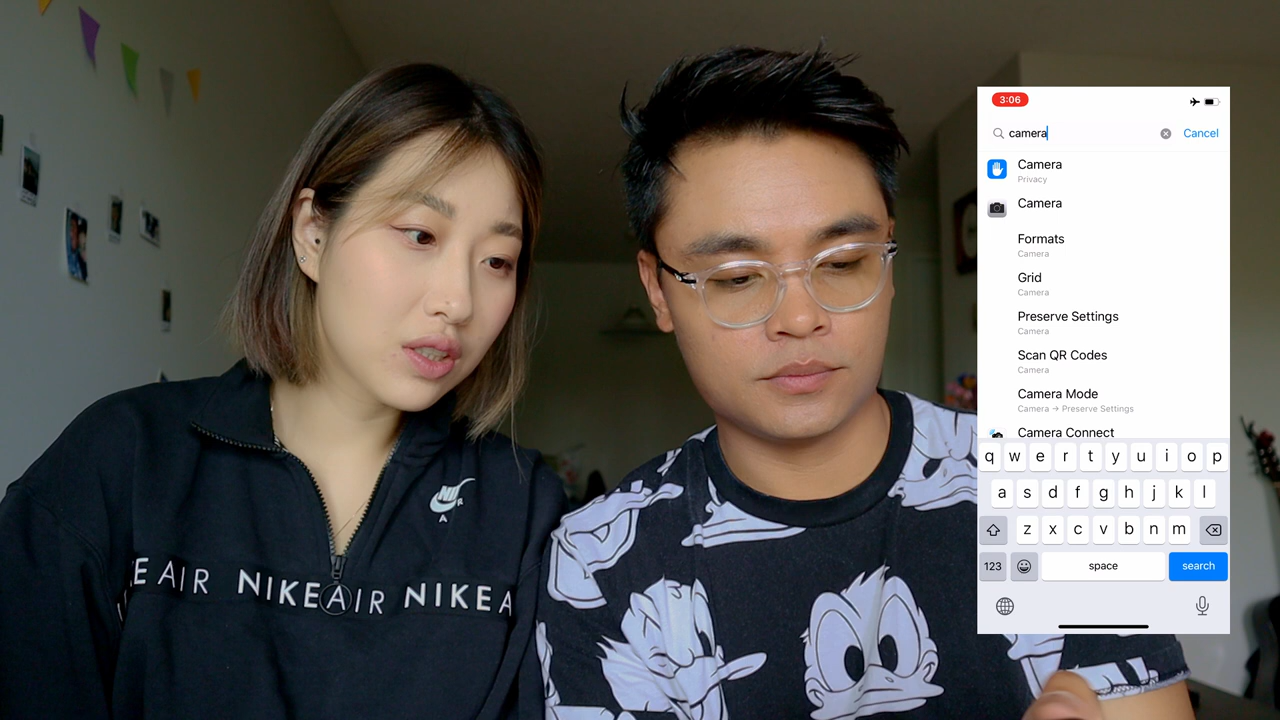 3:06
camera
Cancel
Camera
Privacy
Camera
Formats
Camera
Grid
Camera
Preserve Settings
Camera
Scan QR Codes
Camera
Camera Mode
Camera → Preserve Settings
Camera Connect
q w e r t y u i o p
a s d f g h j k l
z x c v b n m
123
space
search
AIR
E AIR NIKE AIR NIKE A